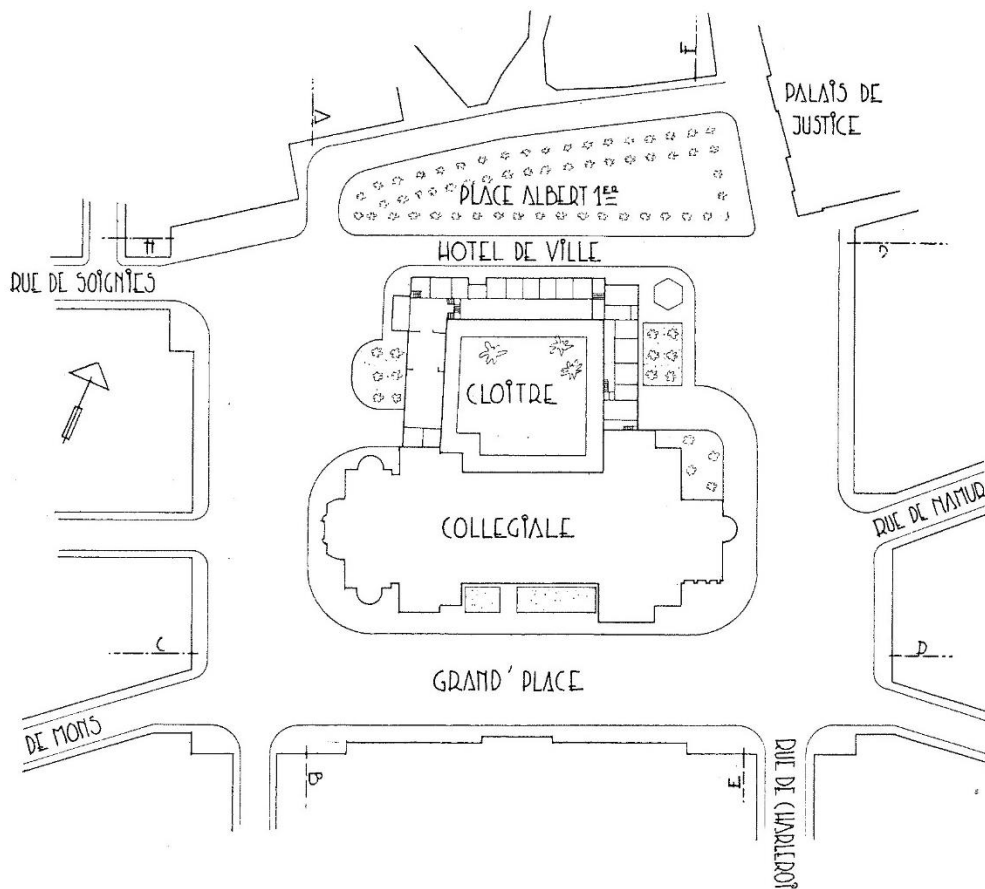 F
A
PALAIS DE
JUSTICE
PLACE ALBERT 1ER
H
HOTEL DE VILLE
RUE DE SOIGNIES
CLOÎTRE
COLLEGIALE
RUE DE NAMUR
C
D
GRAND' PLACE
DE MONS
B
E
RUE DE CHARLEROI